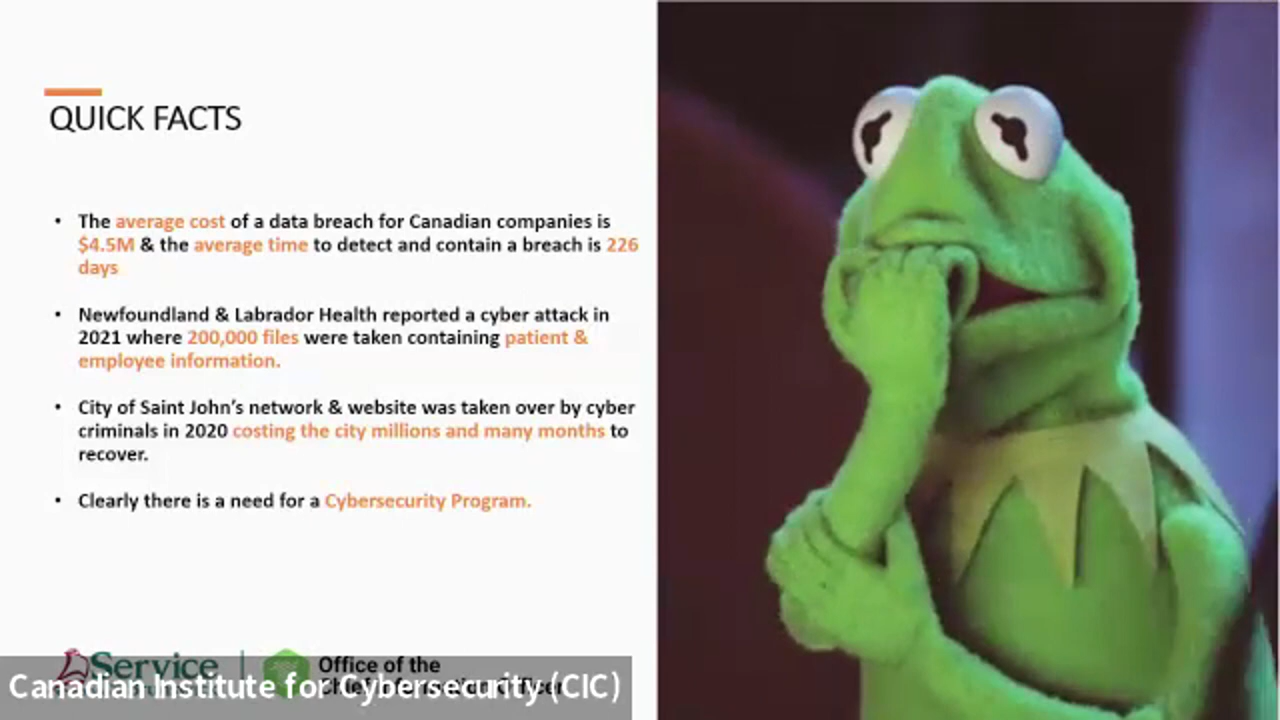 QUICK FACTS
• The average cost of a data breach for Canadian companies is
$4.5M & the average time to detect and contain a breach is 226
days
• Newfoundland & Labrador Health reported a cyber attack in
2021 where 200,000 files were taken containing patient &
employee information.
• City of Saint John's network & website was taken over by cyber
criminals in 2020 costing the city millions and many months to
recover.
• Clearly there is a need for a Cybersecurity Program.
Service
Office of the
Canadian Institute for Cybersecurity (CIC)